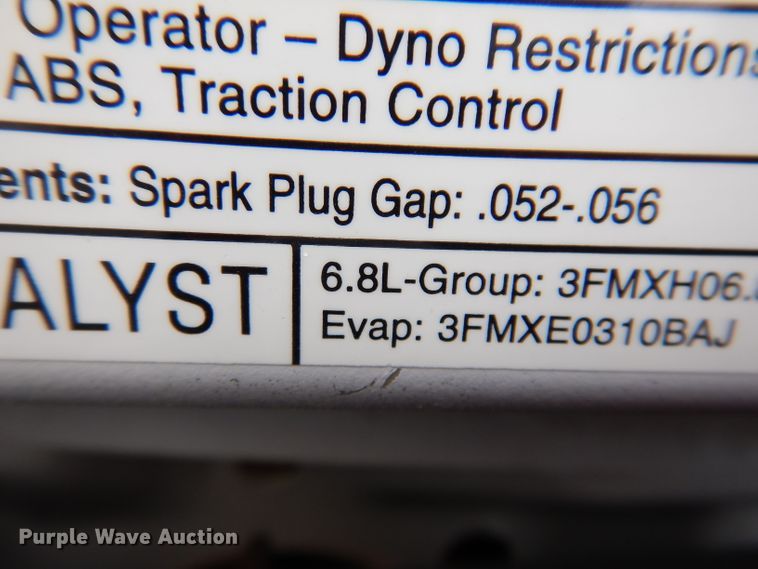 Operator – Dyno Restrictions
ABS, Traction Control
ents: Spark Plug Gap: .052-.056
ALYST
6.8L-Group: 3FMXH06.
Evap: 3FMXE0310BAJ
Purple Wave Auction